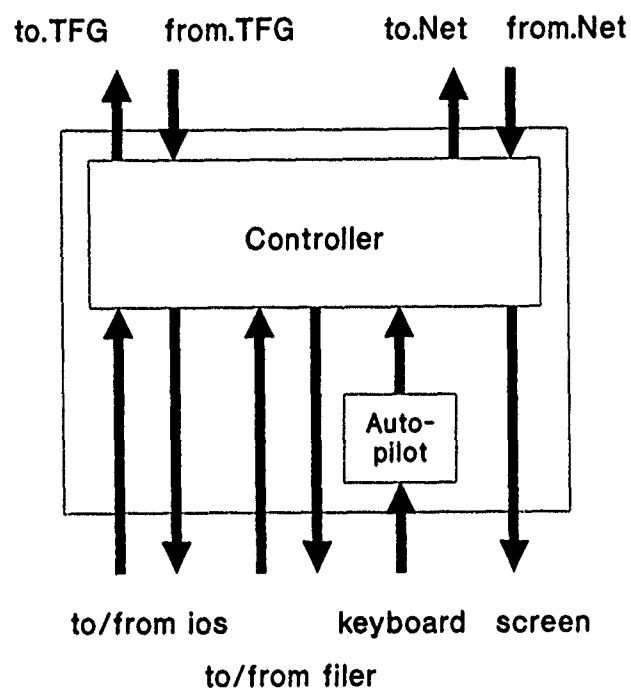 to.TFG from.TFG to.Net from.Net
Controller
Auto-
pilot
to/from ios keyboard screen
to/from filer